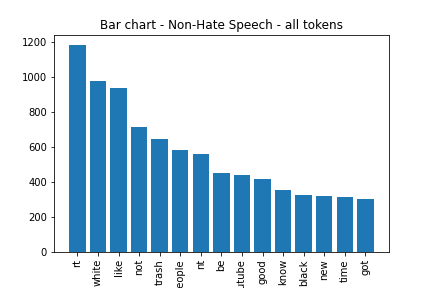 Bar chart - Non-Hate Speech - all tokens
1200
1000
800
600
400
200
0
rt
white
like
not
trash
eople
nt
be
utube
good
know
black
new
time
got